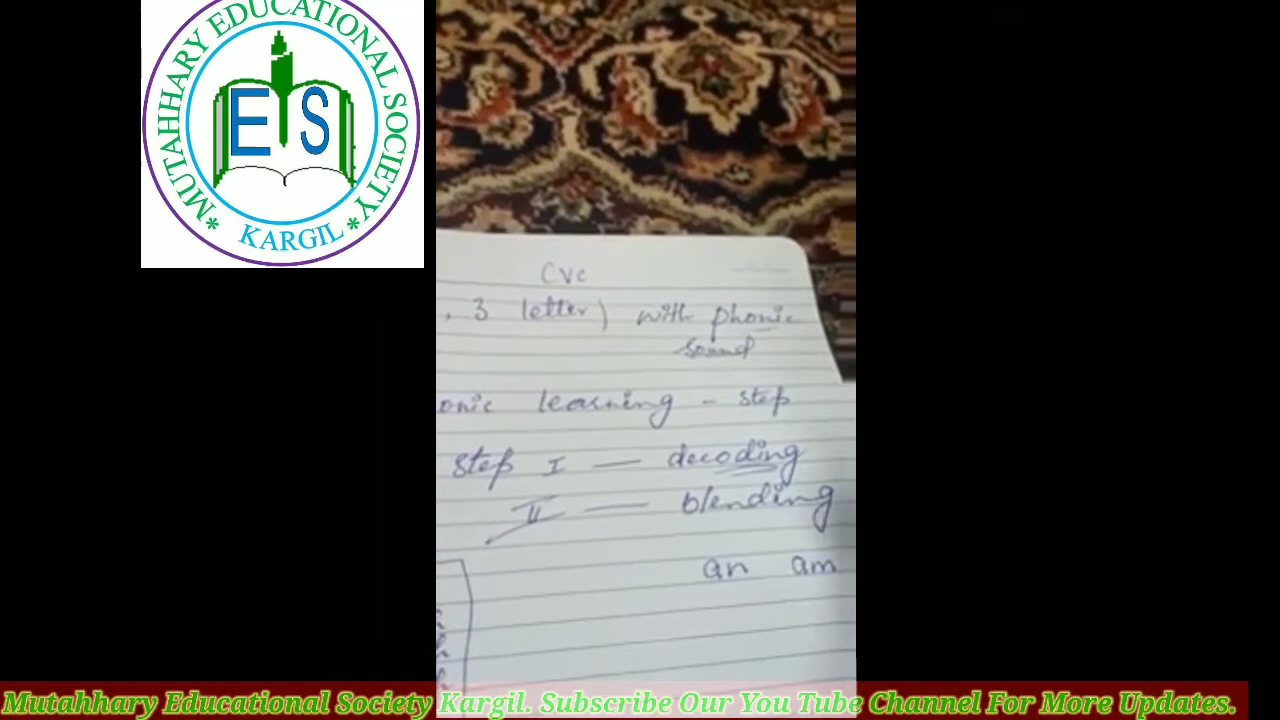 MUTAHHARY EDUCATIONAL SOCIETY
E S
* KARGIL *
CVC
, 3 letter) with phonic
sound
onic learning - step
step I — decoding
II — blending
an am
Mutahhary Educational Society Kargil. Subscribe Our You Tube Channel For More Updates.